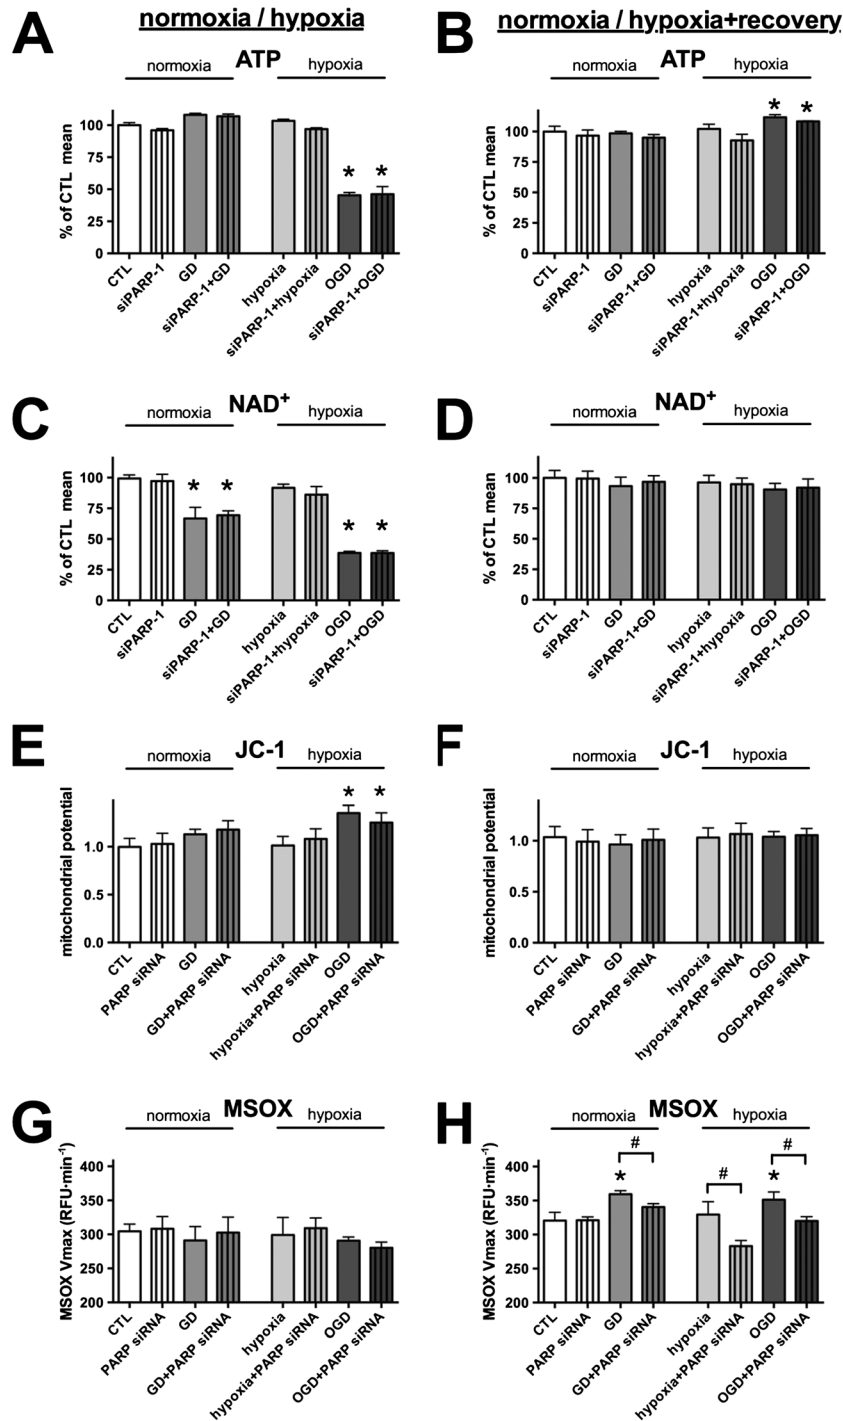 A
normoxia / hypoxia
normoxia ATP hypoxia
% of CTL mean
100
75
50
25
0
* *
CTL
siPARP-1
GD
siPARP-1+GD
hypoxia
siPARP-1+hypoxia
OGD
siPARP-1+OGD
B
normoxia / hypoxia+recovery
normoxia ATP hypoxia
% of CTL mean
100
75
50
25
0
* *
CTL
siPARP-1
GD
siPARP-1+GD
hypoxia
siPARP-1+hypoxia
OGD
siPARP-1+OGD
C
normoxia NAD⁺ hypoxia
% of CTL mean
100
75
50
25
0
* * * *
CTL
siPARP-1
GD
siPARP-1+GD
hypoxia
siPARP-1+hypoxia
OGD
siPARP-1+OGD
D
normoxia NAD⁺ hypoxia
% of CTL mean
100
75
50
25
0
CTL
siPARP-1
GD
siPARP-1+GD
hypoxia
siPARP-1+hypoxia
OGD
siPARP-1+OGD
E
normoxia JC-1 hypoxia
mitochondrial potential
1.0
0.5
0.0
* *
CTL
PARP siRNA
GD
GD+PARP siRNA
hypoxia
hypoxia+PARP siRNA
OGD
OGD+PARP siRNA
F
normoxia JC-1 hypoxia
mitochondrial potential
1.0
0.5
0.0
CTL
PARP siRNA
GD
GD+PARP siRNA
hypoxia
hypoxia+PARP siRNA
OGD
OGD+PARP siRNA
G
normoxia MSOX hypoxia
MSOX Vmax (RFU·min⁻¹)
400
350
300
250
200
CTL
PARP siRNA
GD
GD+PARP siRNA
hypoxia
hypoxia+PARP siRNA
OGD
OGD+PARP siRNA
H
normoxia MSOX hypoxia
MSOX Vmax (RFU·min⁻¹)
400
350
300
250
200
# # #
* *
CTL
PARP siRNA
GD
GD+PARP siRNA
hypoxia
hypoxia+PARP siRNA
OGD
OGD+PARP siRNA